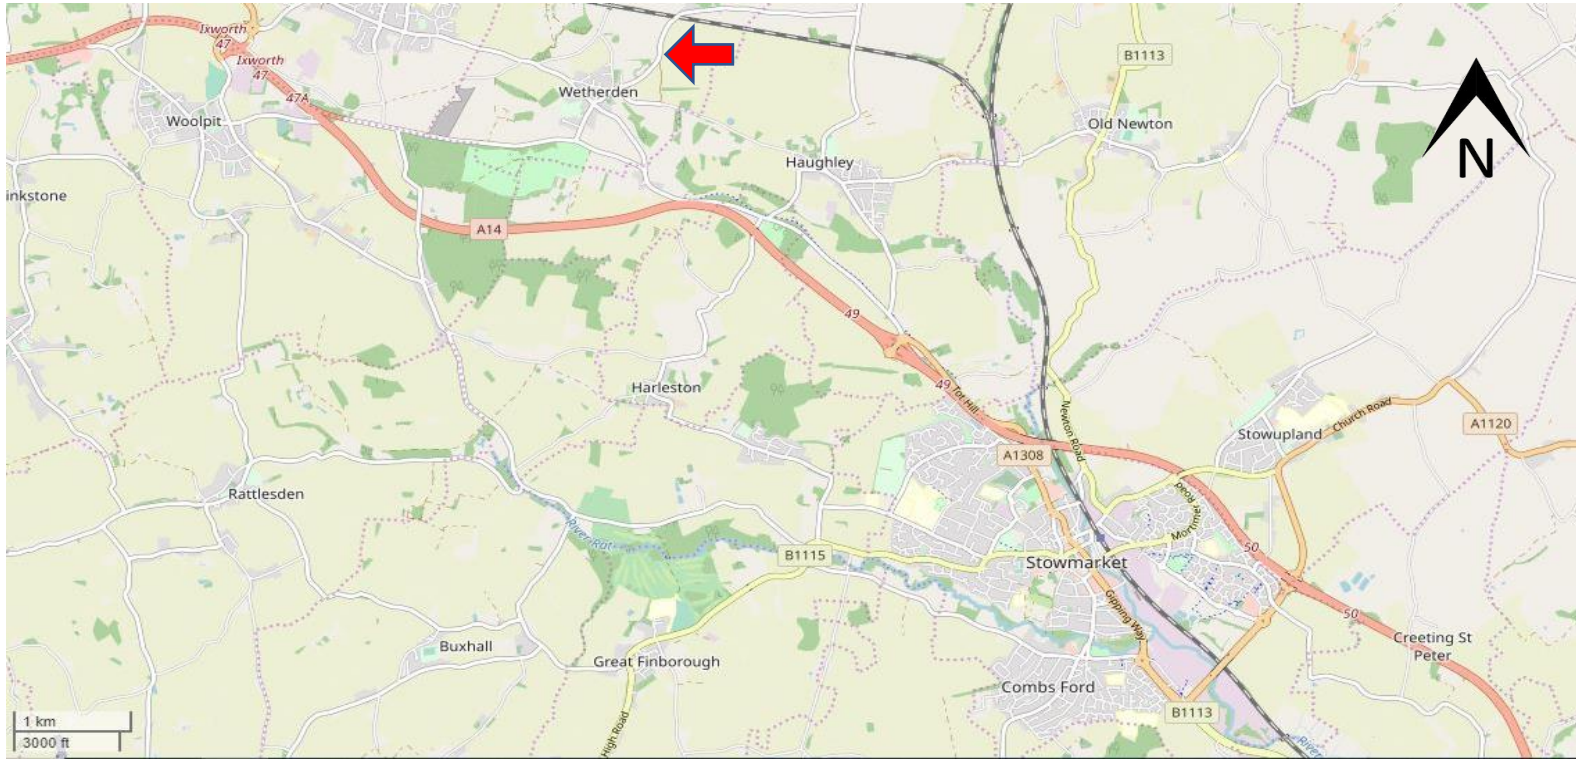 Ixworth
47
B1113
Ixworth
47
Wetherden
47A
Woolpit
Old Newton
N
Haughley
inkstone
A14
49
Harleston
49
Tot Hill
Newton Road
Church Road
A1120
Stowupland
A1308
Rattlesden
Mortimer Road
River Rat
50
B1115
Stowmarket
Gipping Way
50
Creeting St
Peter
Buxhall
Great Finborough
Combs Ford
B1113
High Road
1 km
3000 ft
River